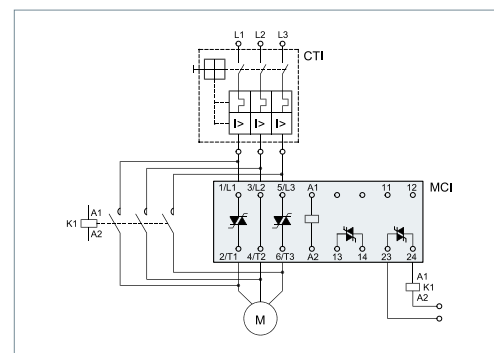 L1 L2 L3
CTI
I> I> I>
1/L1 3/L2 5/L3 A1 11 12 MCI
A1
K1
A2
2/T1 4/T2 6/T3 A2 13 14 23 24
A1
K1
A2
M